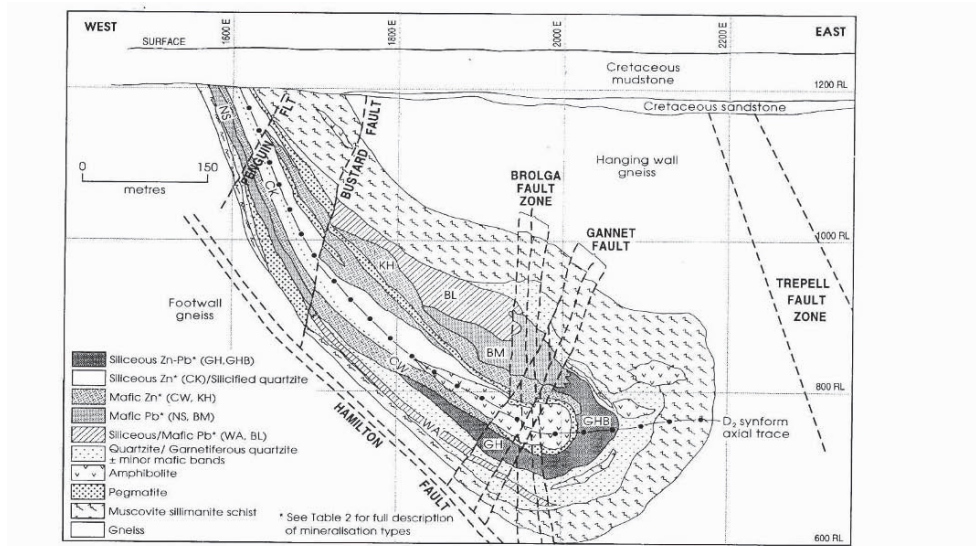 WEST
1600 E
1800 E
2000 E
2200 E
EAST
SURFACE
Cretaceous
mudstone
1200 RL
Cretaceous sandstone
NS
PENGUIN FLT
BUSTARD FAULT
0 150
metres
CK
Hanging wall
gneiss
BROLGA
FAULT
ZONE
GANNET
FAULT
1000 RL
KH
BL
TREPELL
FAULT
ZONE
Footwall
gneiss
BM
CW
800 RL
WA
GH
GHB
D2 synform
axial trace
HAMILTON FAULT
Siliceous Zn-Pb* (GH,GHB)
Siliceous Zn* (CK)/Silicified quartzite
Mafic Zn* (CW, KH)
Mafic Pb* (NS, BM)
Siliceous/Mafic Pb* (WA, BL)
Quartzite/ Garnetiferous quartzite
± minor mafic bands
Amphibolite
Pegmatite
Muscovite sillimanite schist
Gneiss
* See Table 2 for full description
of mineralisation types
600 RL